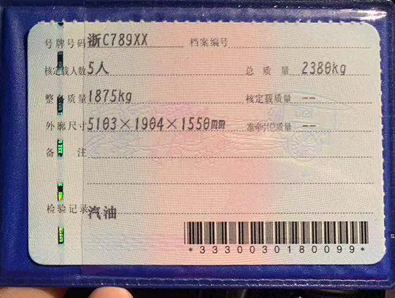 号牌号码 浙C789XX 档案编号
核定载人数 5人 总质量 2380kg
整备质量 1875kg 核定载质量 --
外廓尺寸 5103×1904×1550mm 准牵引总质量 --
备注
检验记录 汽油
*3330030180099*